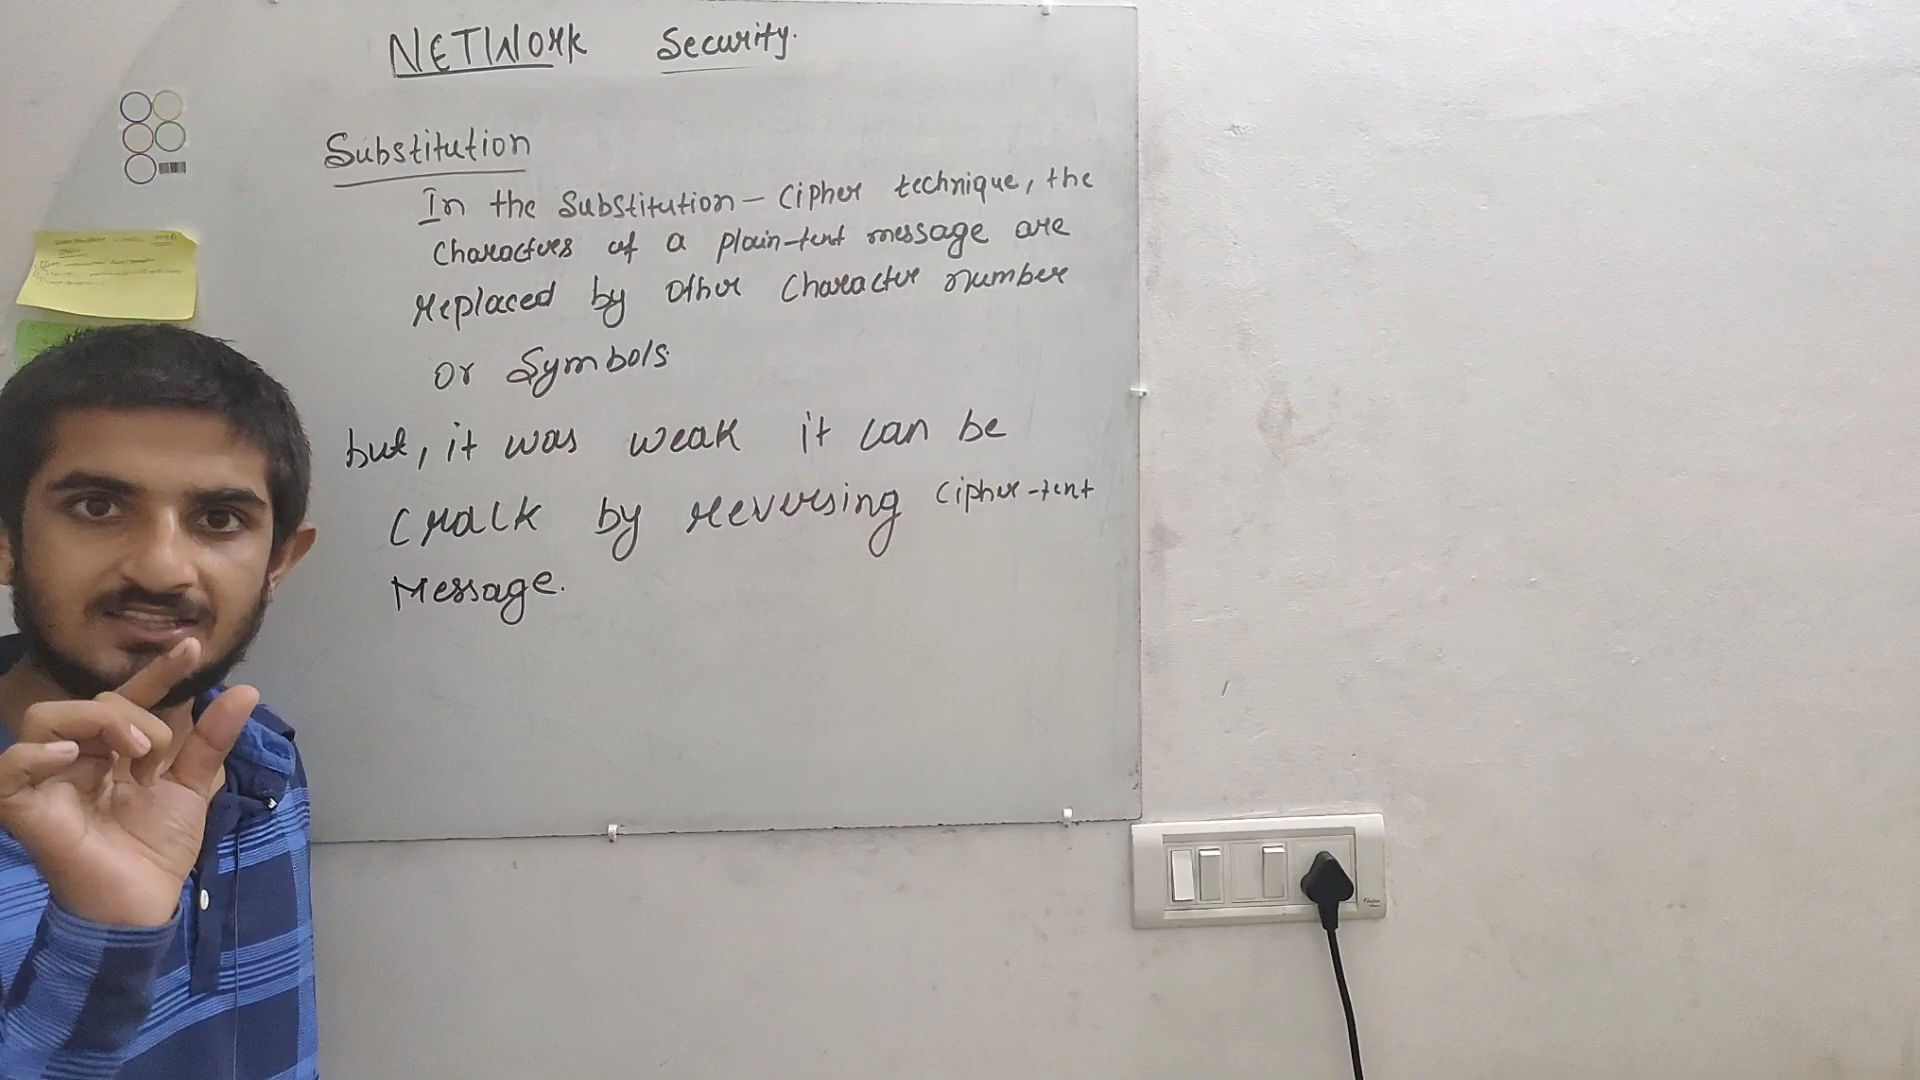 NETWORK Security.
Substitution
In the Substitution - Cipher technique, the
Characters of a plain-text message are
replaced by other Character number
or Symbols
but, it was weak it can be
Crack by reversing Cipher-text
Message.